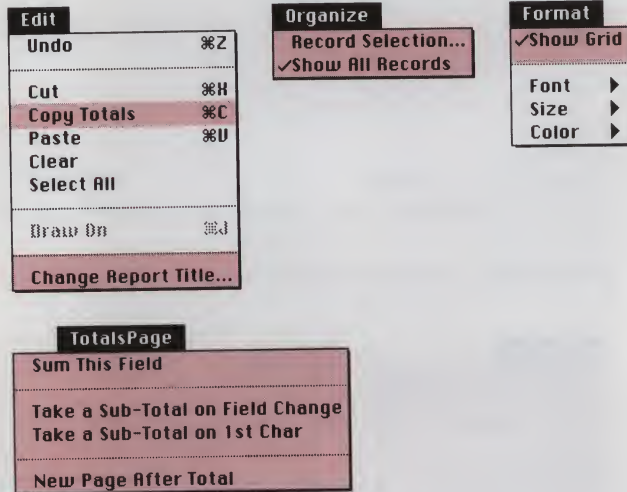 Edit
Undo ⌘Z
Cut ⌘X
Copy Totals ⌘C
Paste ⌘V
Clear
Select All
Draw On ⌘J
Change Report Title...
Organize
Record Selection...
✓Show All Records
Format
✓Show Grid
Font ▶
Size ▶
Color ▶
TotalsPage
Sum This Field
Take a Sub-Total on Field Change
Take a Sub-Total on 1st Char
New Page After Total